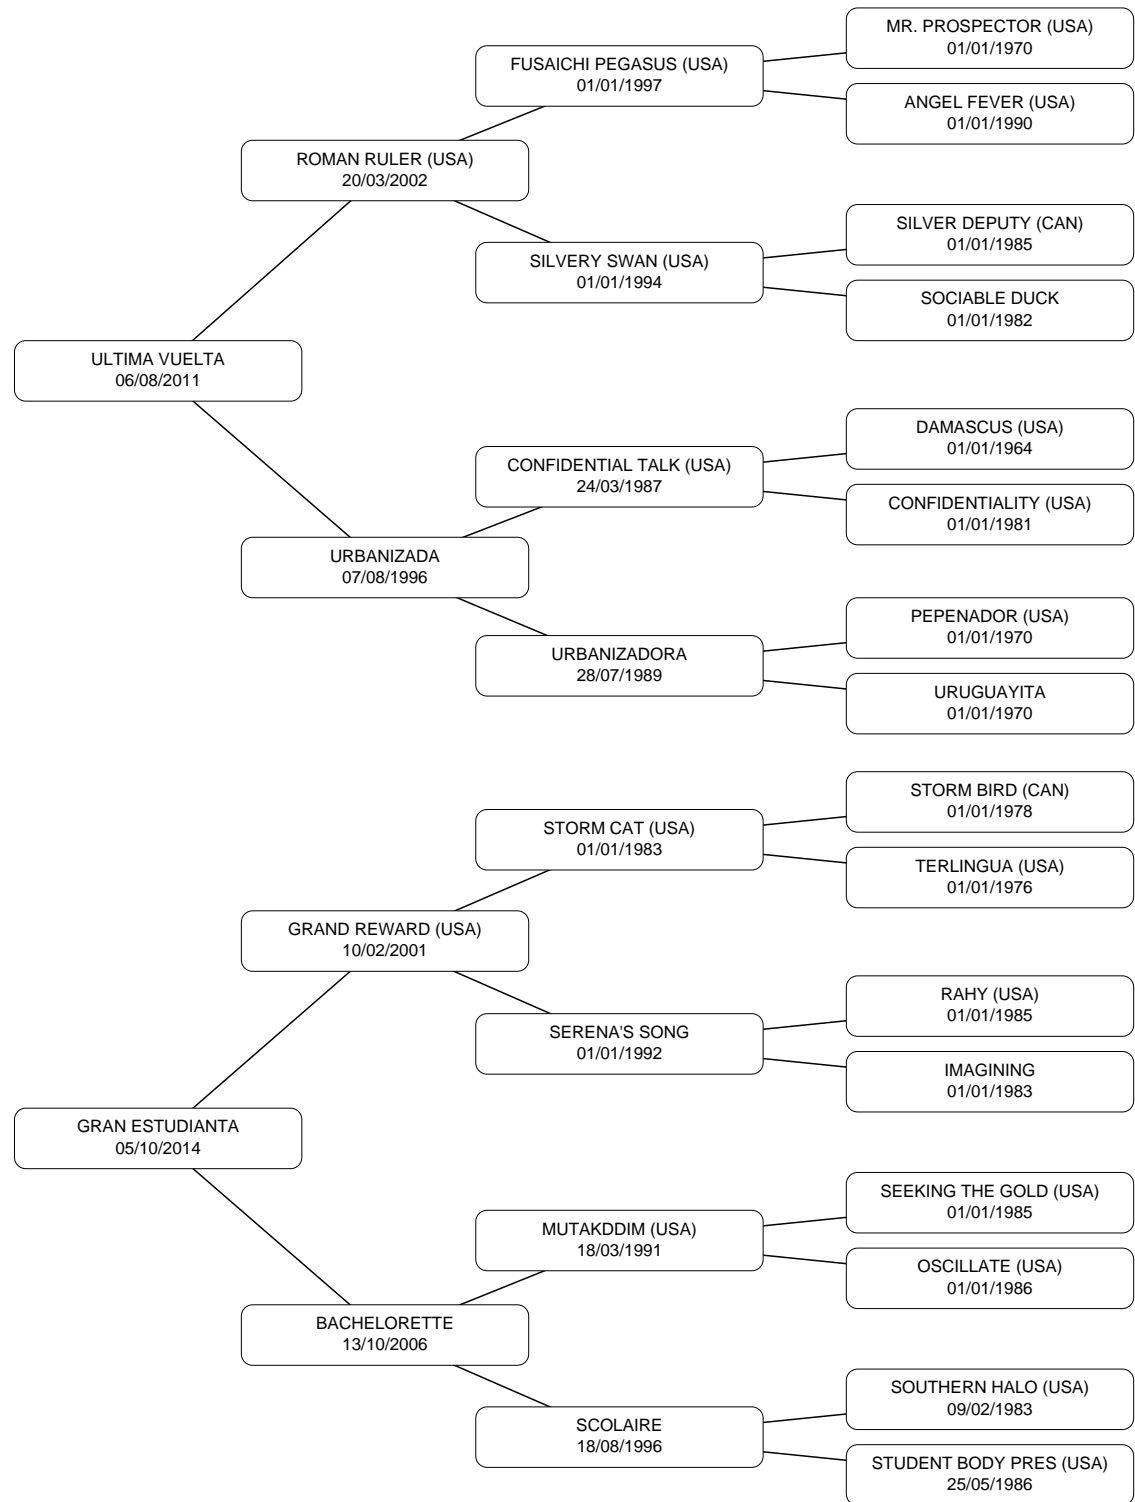 MR. PROSPECTOR (USA)
01/01/1970
FUSAICHI PEGASUS (USA)
01/01/1997
ANGEL FEVER (USA)
01/01/1990
ROMAN RULER (USA)
20/03/2002
SILVER DEPUTY (CAN)
01/01/1985
SILVERY SWAN (USA)
01/01/1994
SOCIABLE DUCK
01/01/1982
ULTIMA VUELTA
06/08/2011
DAMASCUS (USA)
01/01/1964
CONFIDENTIAL TALK (USA)
24/03/1987
CONFIDENTIALITY (USA)
01/01/1981
URBANIZADA
07/08/1996
PEPENADOR (USA)
01/01/1970
URBANIZADORA
28/07/1989
URUGUAYITA
01/01/1970
STORM BIRD (CAN)
01/01/1978
STORM CAT (USA)
01/01/1983
TERLINGUA (USA)
01/01/1976
GRAND REWARD (USA)
10/02/2001
RAHY (USA)
01/01/1985
SERENA'S SONG
01/01/1992
IMAGINING
01/01/1983
GRAN ESTUDIANTA
05/10/2014
SEEKING THE GOLD (USA)
01/01/1985
MUTAKDDIM (USA)
18/03/1991
OSCILLATE (USA)
01/01/1986
BACHELORETTE
13/10/2006
SOUTHERN HALO (USA)
09/02/1983
SCOLAIRE
18/08/1996
STUDENT BODY PRES (USA)
25/05/1986